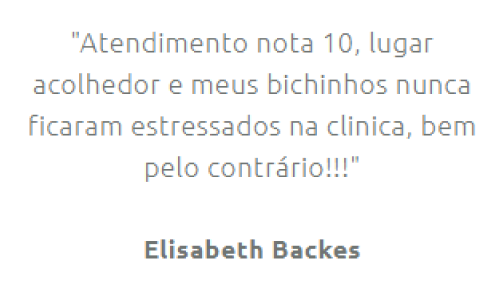 "Atendimento nota 10, lugar
acolhedor e meus bichinhos nunca
ficaram estressados na clinica, bem
pelo contrário!!!"
Elisabeth Backes